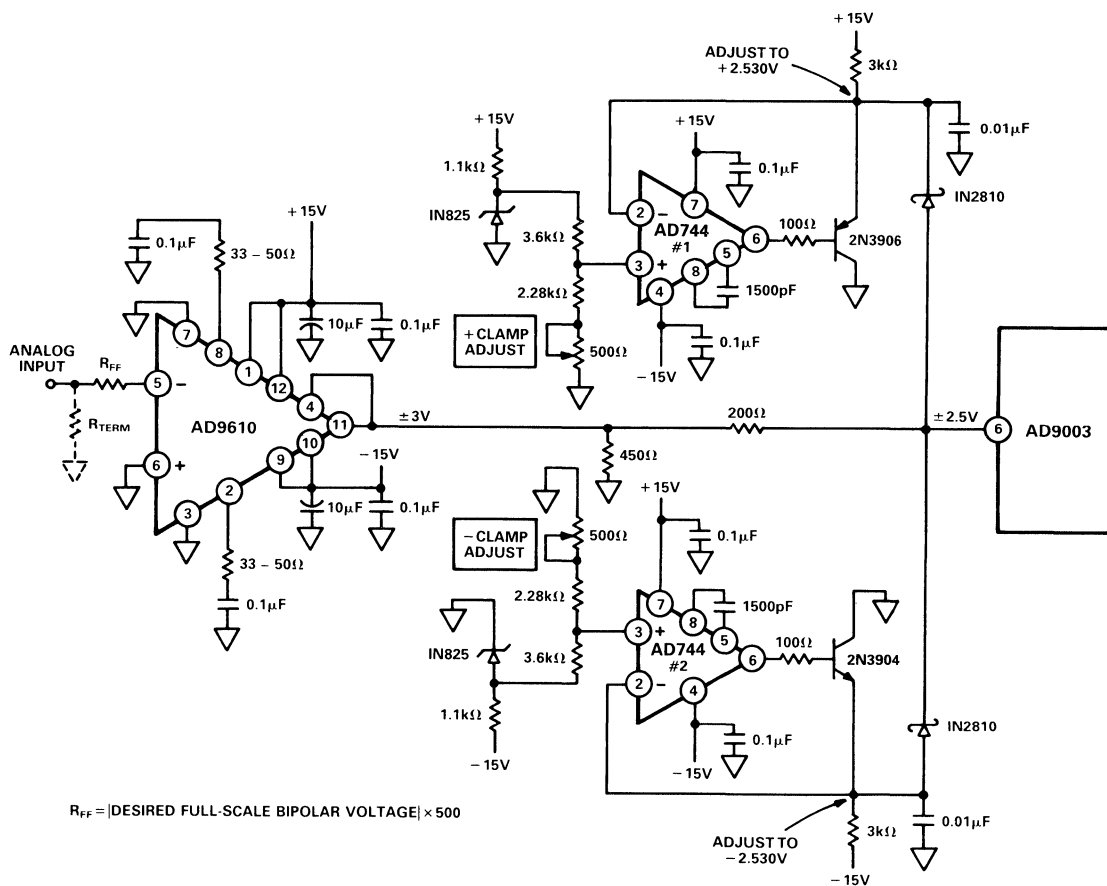 +15V
ADJUST TO
+2.530V
3kΩ
0.01μF
+15V
1.1kΩ
IN825
3.6kΩ
2.28kΩ
+CLAMP
ADJUST
500Ω
+15V
0.1μF
7
2
−
AD744
#1
3
+
4
8
5
6
1500pF
0.1μF
−15V
100Ω
2N3906
IN2810
+15V
0.1μF
33 – 50Ω
10μF
0.1μF
ANALOG
INPUT
RFF
RTERM
7
8
1
12
4
11
5
−
AD9610
6
+
3
2
9
10
±3V
−15V
10μF
0.1μF
33 – 50Ω
0.1μF
200Ω
450Ω
±2.5V
6
AD9003
−CLAMP
ADJUST
500Ω
2.28kΩ
3.6kΩ
IN825
1.1kΩ
−15V
+15V
0.1μF
7
8
5
1500pF
3
+
AD744
#2
6
2
−
4
0.1μF
−15V
100Ω
2N3904
IN2810
ADJUST TO
−2.530V
3kΩ
0.01μF
−15V
RFF = |DESIRED FULL-SCALE BIPOLAR VOLTAGE| × 500